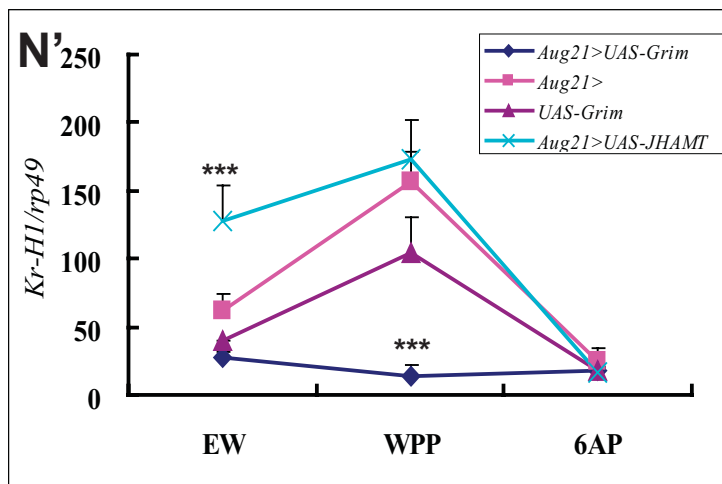 N'
250
200
150
100
50
0
Kr-H1/rp49
***
***
EW WPP 6AP
Aug21>UAS-Grim
Aug21>
UAS-Grim
Aug21>UAS-JHAMT